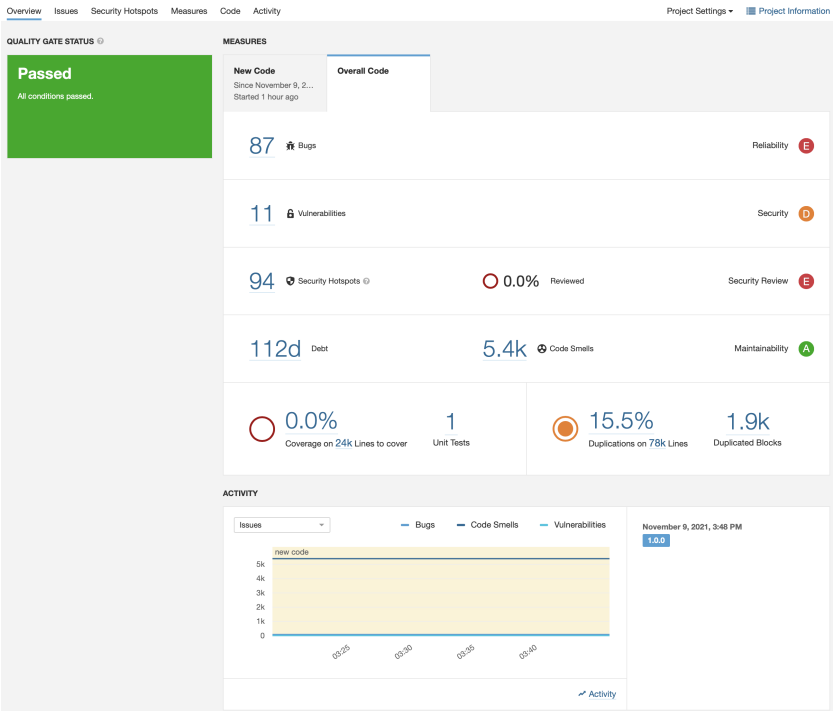 Overview Issues Security Hotspots Measures Code Activity Project Settings Project Information
QUALITY GATE STATUS
Passed
All conditions passed.
MEASURES
New Code
Since November 9, 2...
Started 1 hour ago
Overall Code
87 Bugs Reliability E
11 Vulnerabilities Security D
94 Security Hotspots 0.0% Reviewed Security Review E
112d Debt 5.4k Code Smells Maintainability A
0.0%
Coverage on 24k Lines to cover
1
Unit Tests
15.5%
Duplications on 78k Lines
1.9k
Duplicated Blocks
ACTIVITY
Issues
Bugs Code Smells Vulnerabilities
new code
5k
4k
3k
2k
1k
0
03:25 03:30 03:35 03:40
Activity
November 9, 2021, 3:48 PM
1.0.0